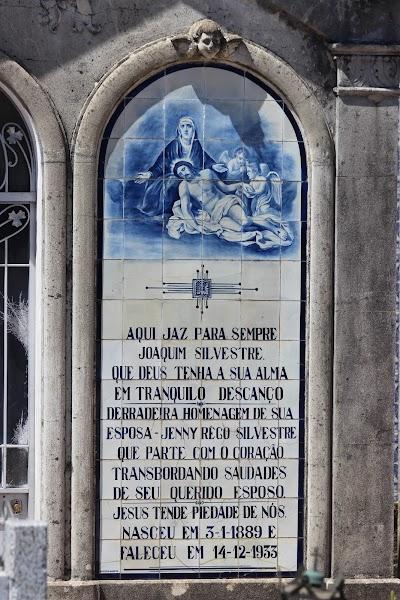 AQUI JAZ PARA SEMPRE
JOAQUIM SILVESTRE,
QUE DEUS TENHA A SUA ALMA
EM TRANQUILO DESCANÇO
DERRADEIRA HOMENAGEM DE SUA
ESPOSA-JENNY REGO SILVESTRE
QUE PARTE COM O CORAÇÃO
TRANSBORDANDO SAUDADES
DE SEU QUERIDO ESPOSO.
JESUS TENDE PIEDADE DE NÓS.
NASCEU EM 3-1-1889 E
FALECEU EM 14-12-1933